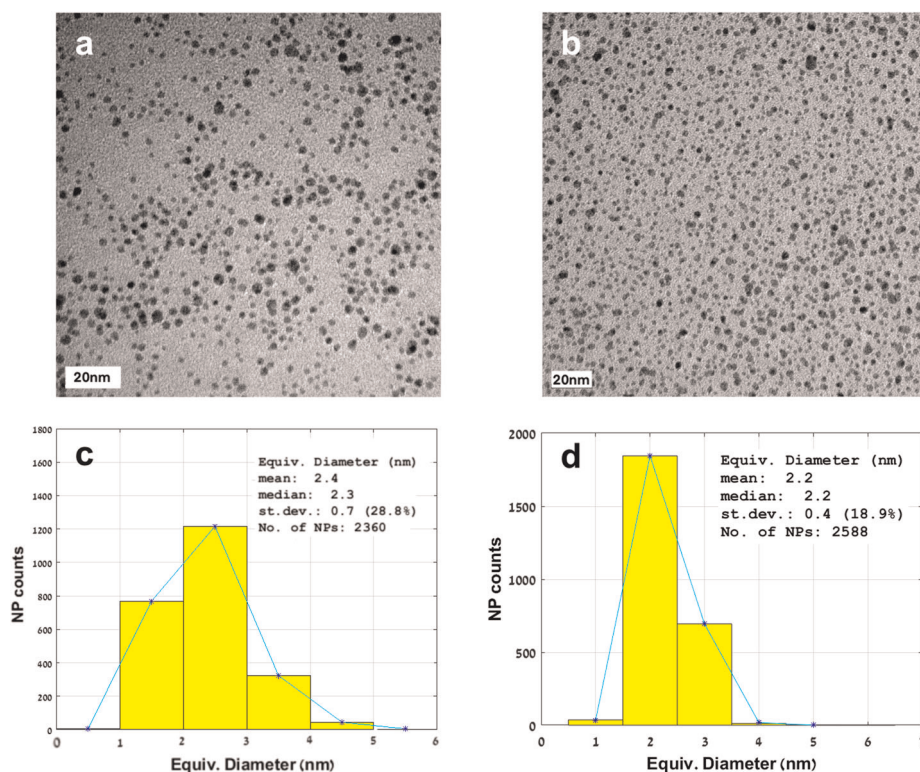 a
b
20nm
20nm
c
Equiv. Diameter (nm)
mean: 2.4
median: 2.3
st.dev.: 0.7 (28.8%)
No. of NPs: 2360
NP counts
1800
1600
1400
1200
1000
800
600
400
200
0
0 1 2 3 4 5 6
Equiv. Diameter (nm)
d
Equiv. Diameter (nm)
mean: 2.2
median: 2.2
st.dev.: 0.4 (18.9%)
No. of NPs: 2588
NP counts
2000
1500
1000
500
0
0 1 2 3 4 5 6
Equiv. Diameter (nm)